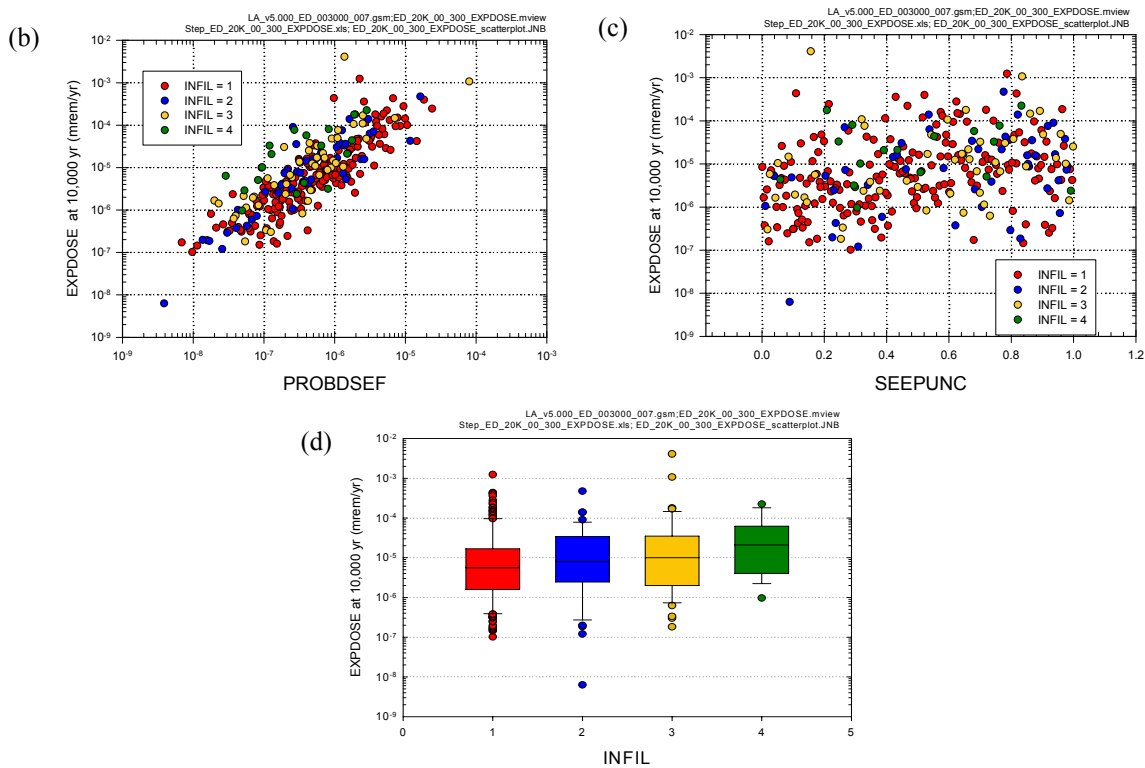 (b)
LA_v5.000_ED_003000_007.gsm;ED_20K_00_300_EXPDOSE.mview
Step_ED_20K_00_300_EXPDOSE.xls; ED_20K_00_300_EXPDOSE_scatterplot.JNB
EXPDOSE at 10,000 yr (mrem/yr)
10-2
10-3
10-4
10-5
10-6
10-7
10-8
10-9
INFIL = 1
INFIL = 2
INFIL = 3
INFIL = 4
10-9 10-8 10-7 10-6 10-5 10-4 10-3
PROBDSEF
(c)
LA_v5.000_ED_003000_007.gsm;ED_20K_00_300_EXPDOSE.mview
Step_ED_20K_00_300_EXPDOSE.xls; ED_20K_00_300_EXPDOSE_scatterplot.JNB
EXPDOSE at 10,000 yr (mrem/yr)
10-2
10-3
10-4
10-5
10-6
10-7
10-8
10-9
INFIL = 1
INFIL = 2
INFIL = 3
INFIL = 4
0.0 0.2 0.4 0.6 0.8 1.0 1.2
SEEPUNC
(d)
LA_v5.000_ED_003000_007.gsm;ED_20K_00_300_EXPDOSE.mview
Step_ED_20K_00_300_EXPDOSE.xls; ED_20K_00_300_EXPDOSE_scatterplot.JNB
EXPDOSE at 10,000 yr (mrem/yr)
10-2
10-3
10-4
10-5
10-6
10-7
10-8
10-9
0 1 2 3 4 5
INFIL